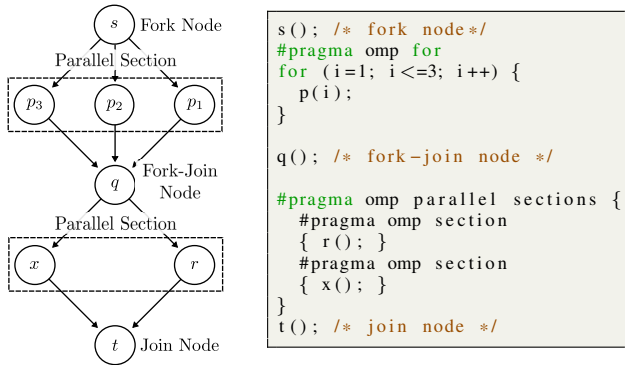 s Fork Node
Parallel Section
p3 p2 p1
Fork-Join
Node
q
Parallel Section
x r
t Join Node
s(); /* fork node*/
#pragma omp for
for (i=1; i<=3; i++) {
p(i);
}
q(); /* fork-join node */
#pragma omp parallel sections {
#pragma omp section
{ r(); }
#pragma omp section
{ x(); }
}
t(); /* join node */